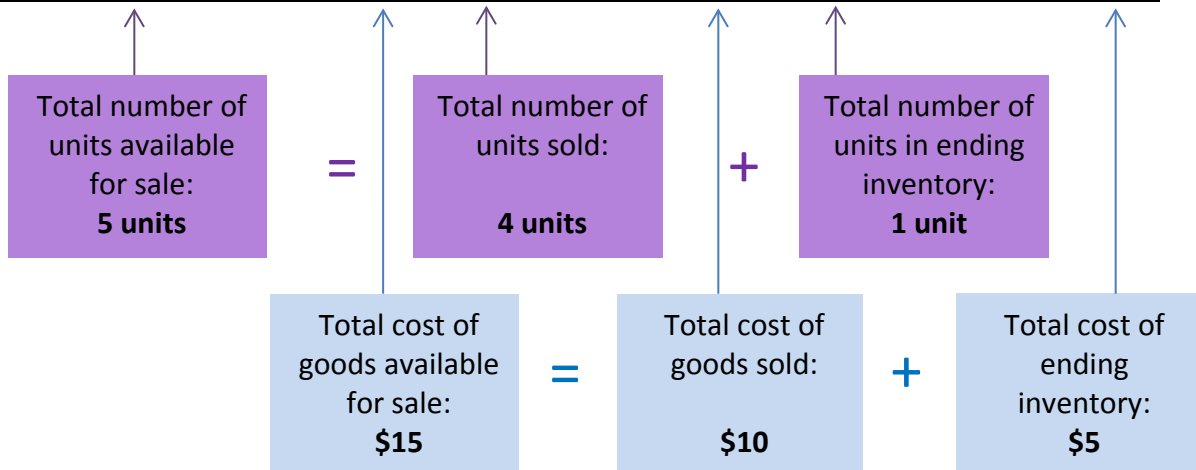 Total number of
units available
for sale:
5 units
=
Total number of
units sold:
4 units
+
Total number of
units in ending
inventory:
1 unit
Total cost of
goods available
for sale:
$15
=
Total cost of
goods sold:
$10
+
Total cost of
ending
inventory:
$5